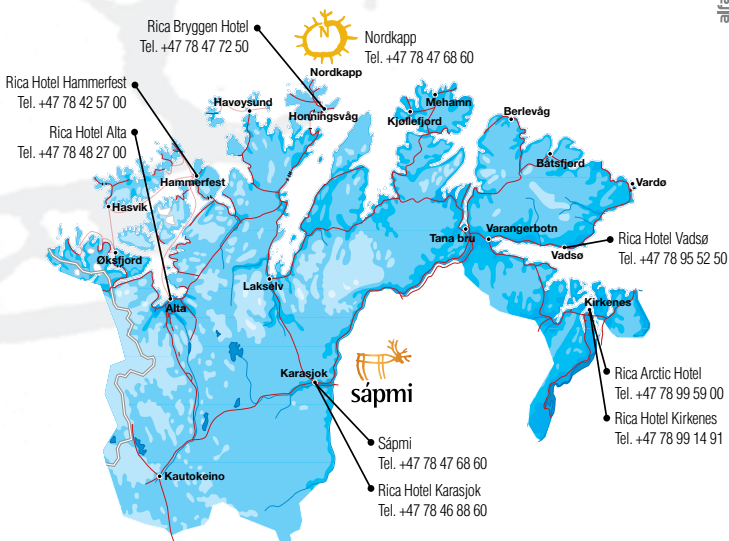 alfa
Rica Bryggen Hotel
Tel. +47 78 47 72 50
Nordkapp
Tel. +47 78 47 68 60
N
Nordkapp
Rica Hotel Hammerfest
Tel. +47 78 42 57 00
Rica Hotel Alta
Tel. +47 78 48 27 00
Havøysund
Honningsvåg
Mehamn
Kjøllefjord
Berlevåg
Båtsfjord
Vardø
Hammerfest
Hasvik
Øksfjord
Alta
Lakselv
Tana bru
Varangerbotn
Vadsø
Rica Hotel Vadsø
Tel. +47 78 95 52 50
Kirkenes
Karasjok
sápmi
Rica Arctic Hotel
Tel. +47 78 99 59 00
Rica Hotel Kirkenes
Tel. +47 78 99 14 91
Sápmi
Tel. +47 78 47 68 60
Kautokeino
Rica Hotel Karasjok
Tel. +47 78 46 88 60